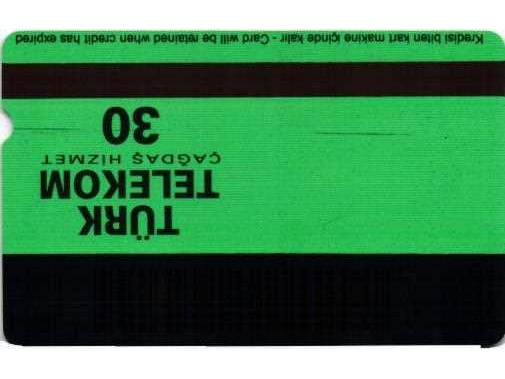 TÜRK
TELEKOM
ÇAĞDAŞ HİZMET
30
Kredisi biten kart makine içinde kalır - Card will be retained when credit has expired